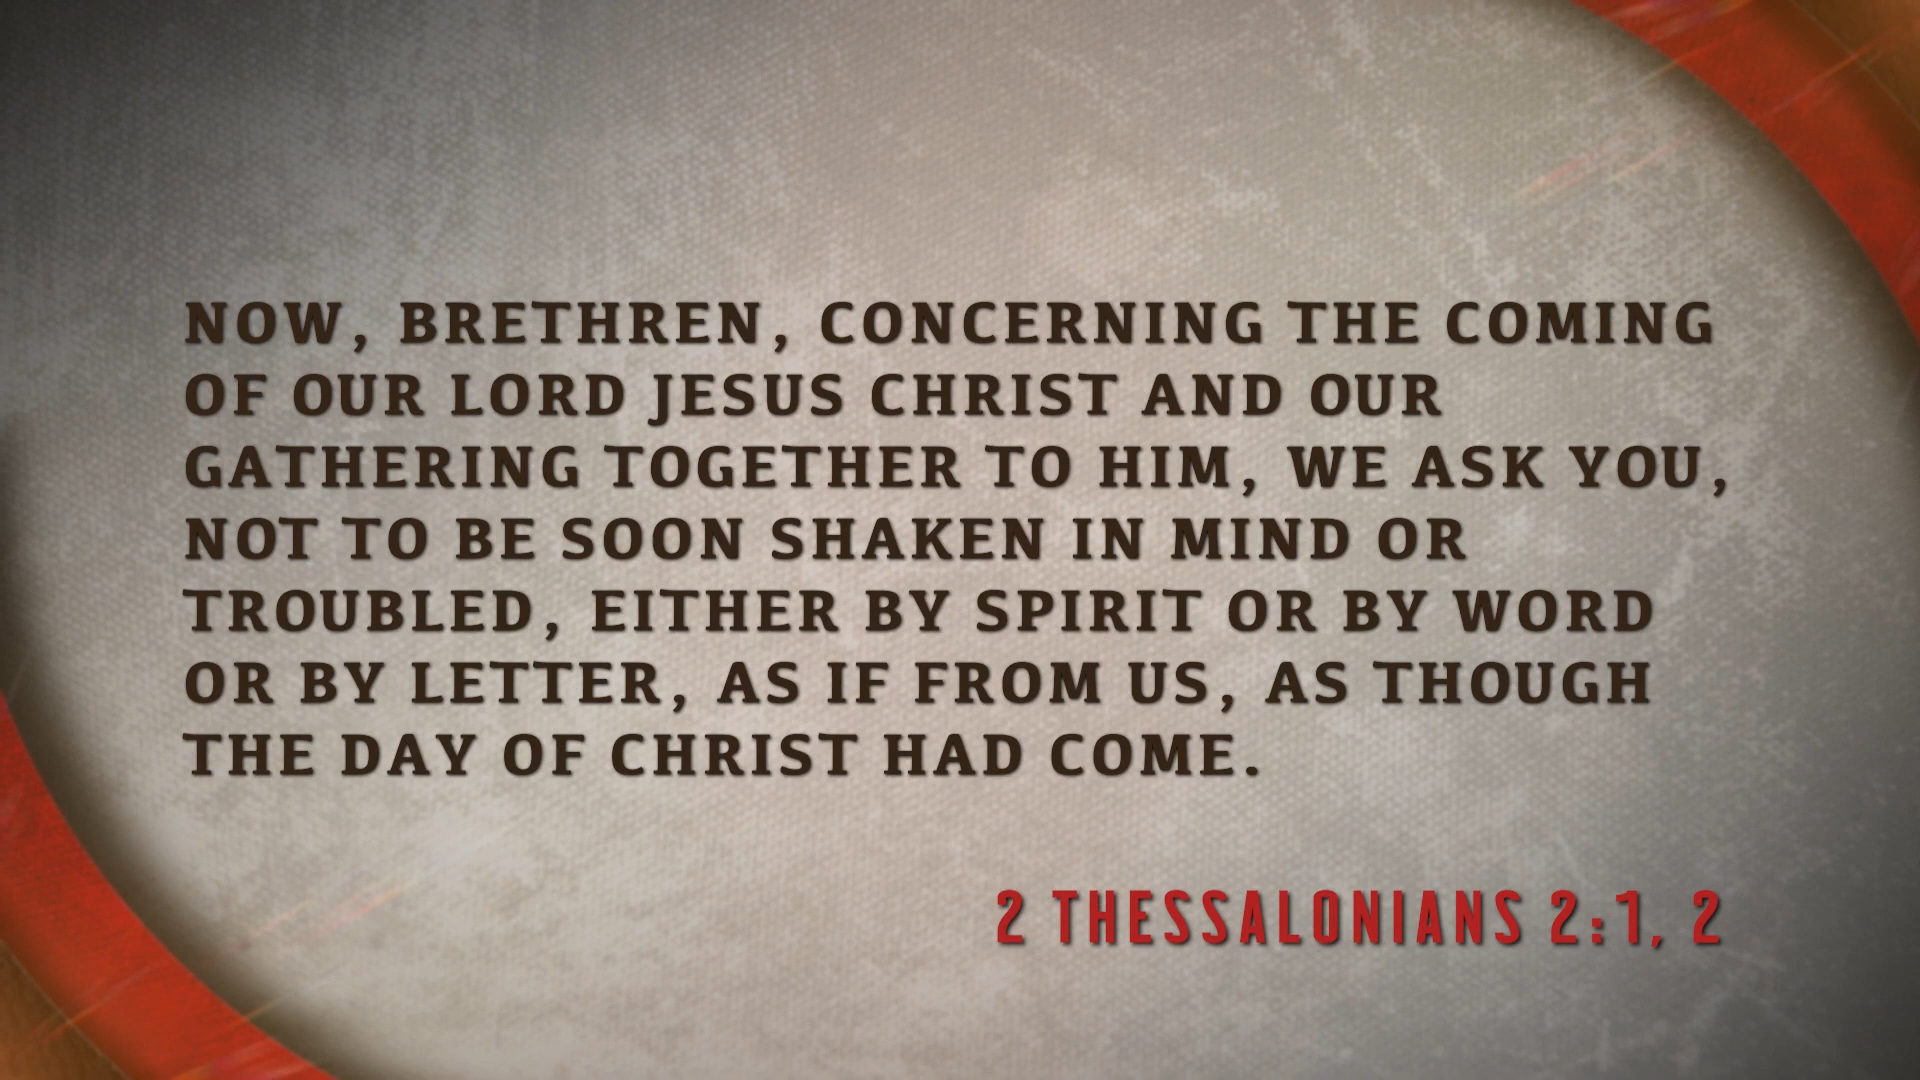 NOW, BRETHREN, CONCERNING THE COMING
OF OUR LORD JESUS CHRIST AND OUR
GATHERING TOGETHER TO HIM, WE ASK YOU,
NOT TO BE SOON SHAKEN IN MIND OR
TROUBLED, EITHER BY SPIRIT OR BY WORD
OR BY LETTER, AS IF FROM US, AS THOUGH
THE DAY OF CHRIST HAD COME.
2 THESSALONIANS 2:1, 2